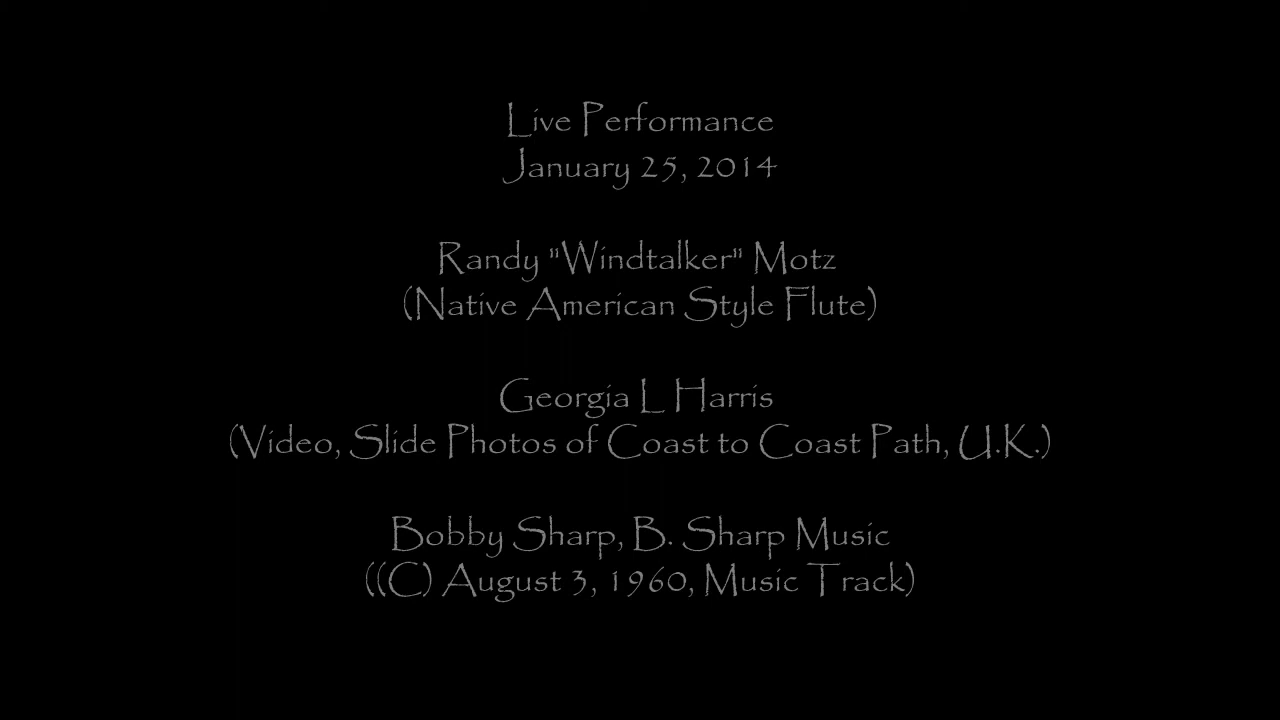 Live Performance
January 25, 2014
Randy "Windtalker" Motz
(Native American Style Flute)
Georgia L Harris
(Video, Slide Photos of Coast to Coast Path, U.K.)
Bobby Sharp, B. Sharp Music
((C) August 3, 1960, Music Track)